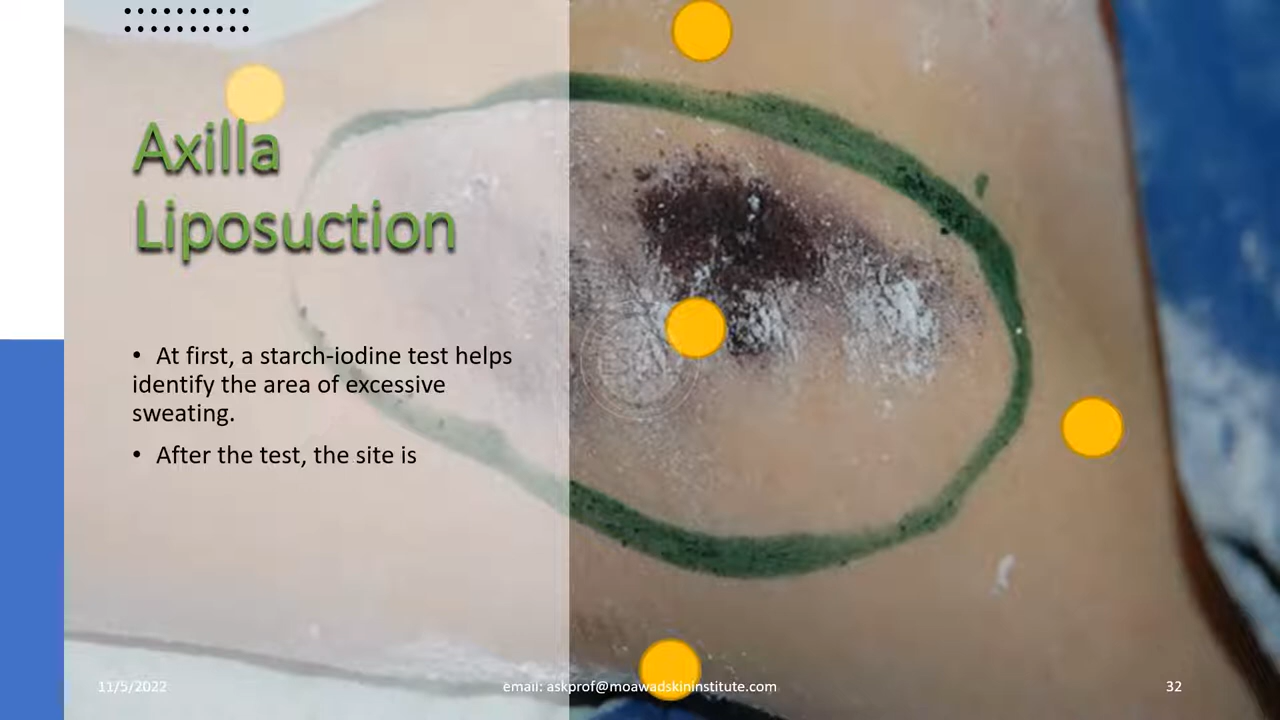 Axilla
Liposuction
• At first, a starch-iodine test helps
identify the area of excessive
sweating.
• After the test, the site is
11/5/2022
email: askprof@moawadskininstitute.com
32